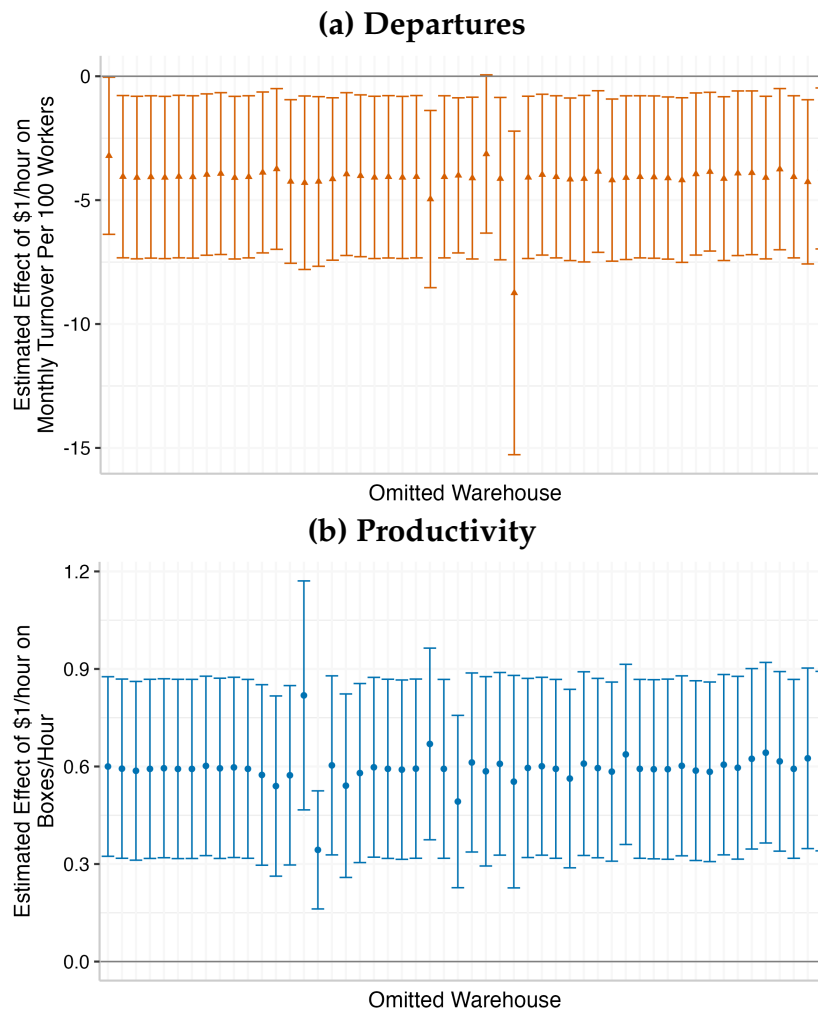 (a) Departures
Estimated Effect of $1/hour on
Monthly Turnover Per 100 Workers
0
-5
-10
-15
Omitted Warehouse
(b) Productivity
Estimated Effect of $1/hour on
Boxes/Hour
1.2
0.9
0.6
0.3
0.0
Omitted Warehouse